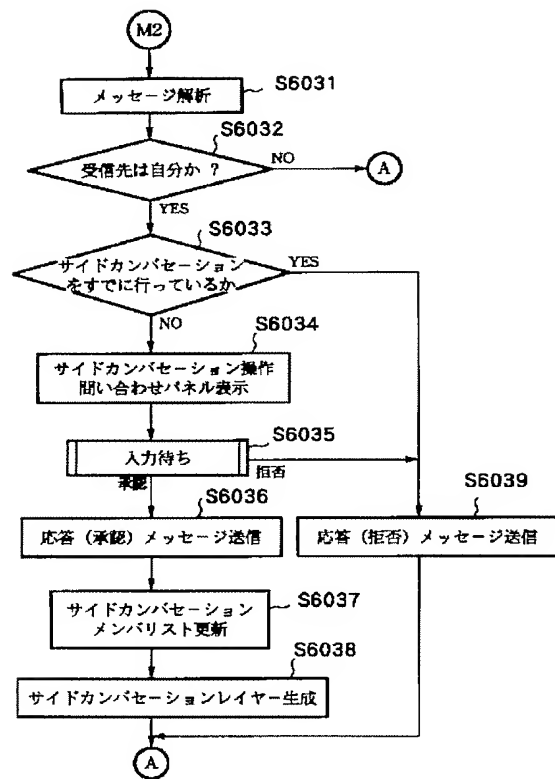 M2
S6031
メッセージ解析
S6032
受信先は自分か ?
NO
A
YES
S6033
サイドカンバセーション
をすでに行っているか
YES
NO
S6034
サイドカンバセーション操作
問い合わせパネル表示
S6035
入力待ち
承認
拒否
S6036
S6039
応答(承認)メッセージ送信
応答(拒否)メッセージ送信
S6037
サイドカンバセーション
メンバリスト更新
S6038
サイドカンバセーションレイヤー生成
A